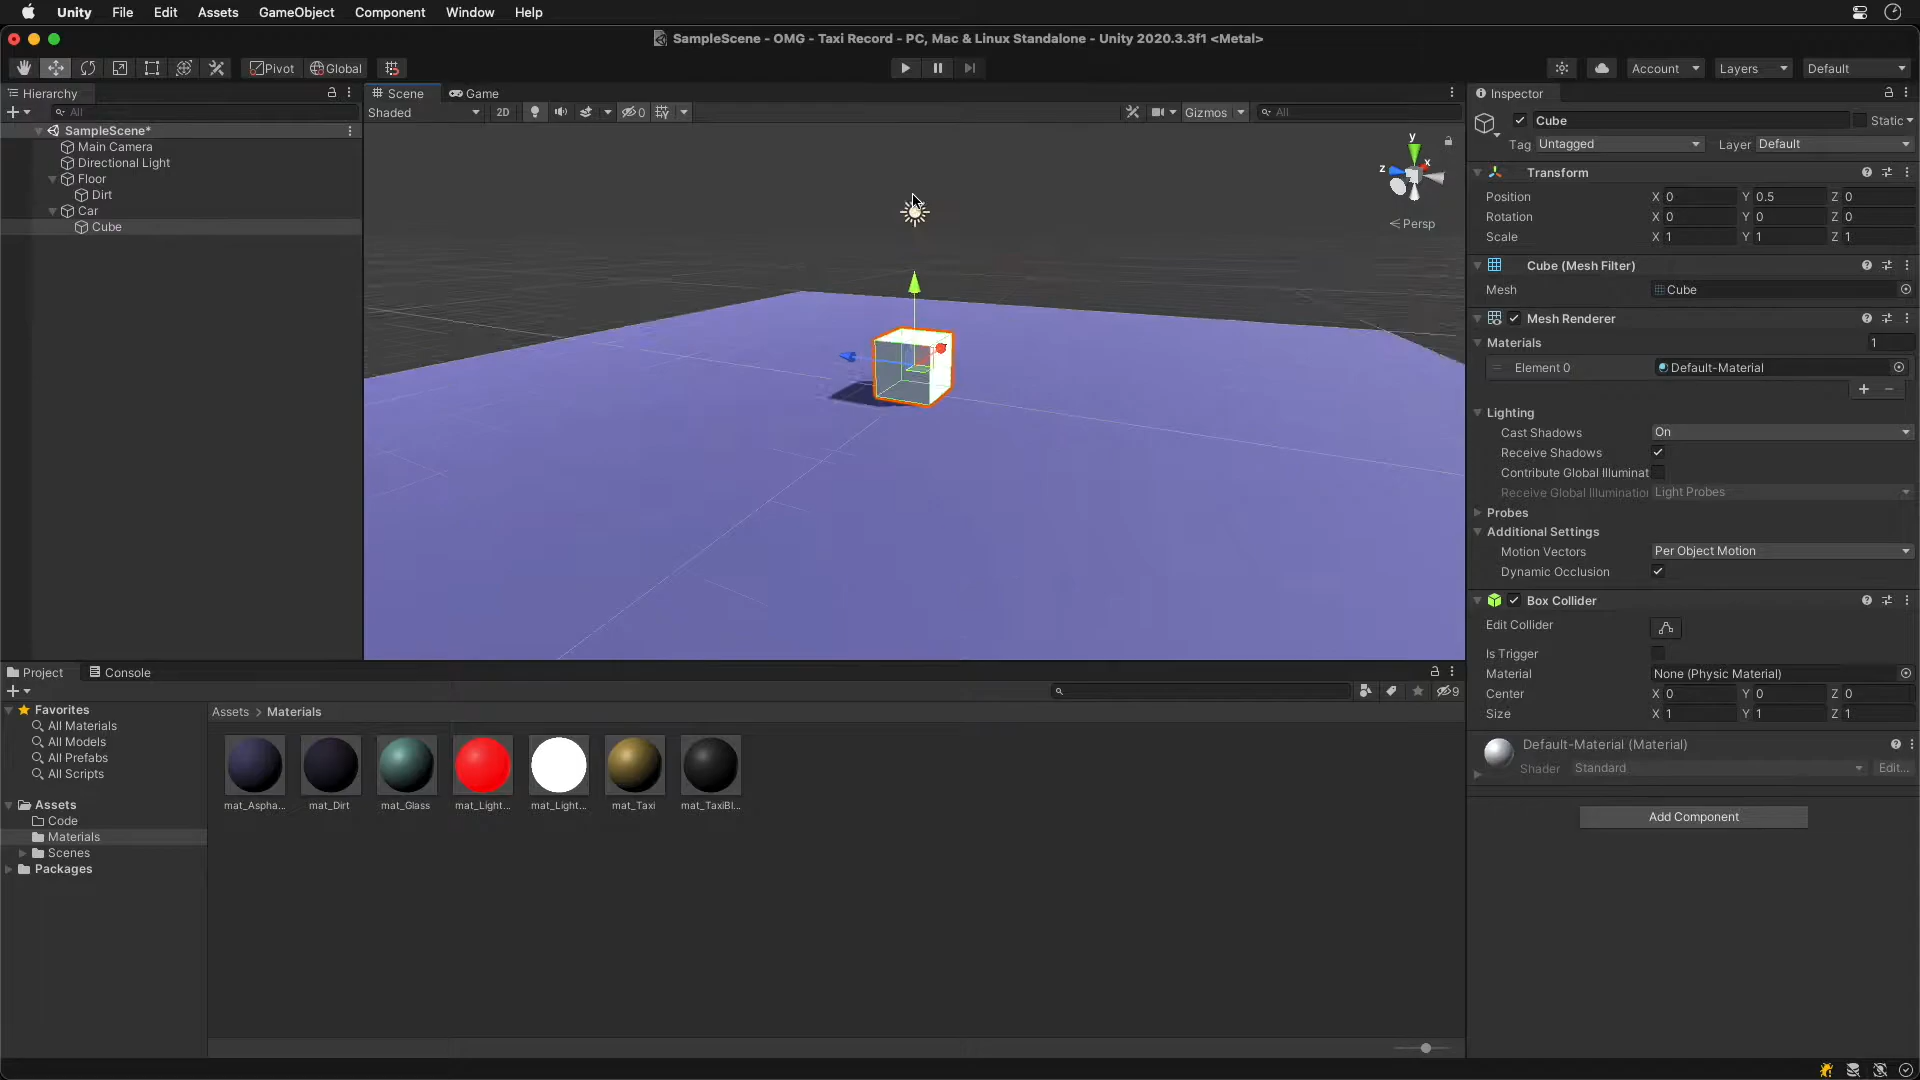 Unity File Edit Assets GameObject Component Window Help
SampleScene - OMG - Taxi Record - PC, Mac & Linux Standalone - Unity 2020.3.3f1 <Metal>
Pivot Global Account Layers Default
Hierarchy
All
SampleScene*
Main Camera
Directional Light
Floor
Dirt
Car
Cube
Scene Game
Shaded 2D 0 Gizmos All
y
z x
Persp
Inspector
Cube Static
Tag Untagged Layer Default
Transform
Position X 0 Y 0.5 Z 0
Rotation X 0 Y 0 Z 0
Scale X 1 Y 1 Z 1
Cube (Mesh Filter)
Mesh Cube
Mesh Renderer
Materials 1
Element 0 Default-Material
Lighting
Cast Shadows On
Receive Shadows
Contribute Global Illuminat
Receive Global Illumination Light Probes
Probes
Additional Settings
Motion Vectors Per Object Motion
Dynamic Occlusion
Box Collider
Edit Collider
Is Trigger
Material None (Physic Material)
Center X 0 Y 0 Z 0
Size X 1 Y 1 Z 1
Default-Material (Material)
Shader Standard Edit...
Add Component
Project Console
9
Favorites
All Materials
All Models
All Prefabs
All Scripts
Assets
Code
Materials
Scenes
Packages
Assets > Materials
mat_Aspha... mat_Dirt mat_Glass mat_Light... mat_Light... mat_Taxi mat_TaxiBl...